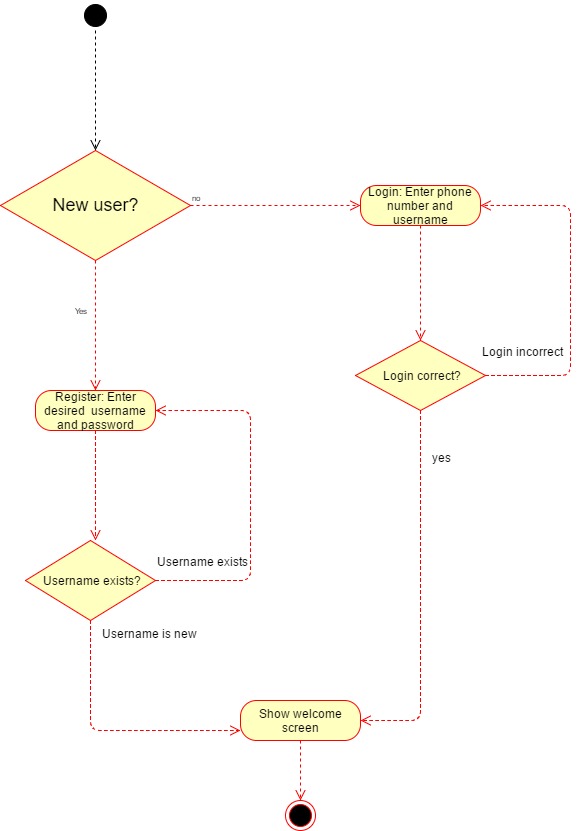 New user?
no
Login: Enter phone
number and
username
Yes
Login incorrect
Login correct?
Register: Enter
desired  username
and password
yes
Username exists
Username exists?
Username is new
Show welcome
screen